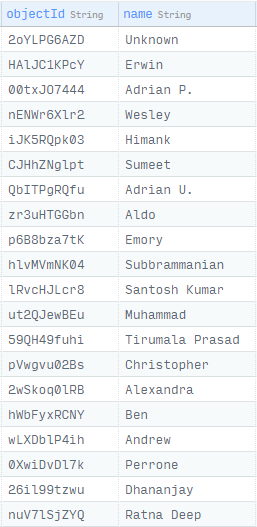 objectId String name String
2oYLPG6AZD Unknown
HAlJC1KPcY Erwin
00txJO7444 Adrian P.
nENWr6Xlr2 Wesley
iJK5RQpk03 Himank
CJHhZNglpt Sumeet
QbITPgRQfu Adrian U.
zr3uHTGGbn Aldo
p6B8bza7tK Emory
hlvMVmNK04 Subbrammanian
lRvcHJLcr8 Santosh Kumar
ut2QJewBEu Muhammad
59QH49fuhi Tirumala Prasad
pVwgvu02Bs Christopher
2wSkoq0lRB Alexandra
hWbFyxRCNY Ben
wLXDblP4ih Andrew
0XwiDvDl7k Perrone
26il99tzwu Dhananjay
nuV7lSjZYQ Ratna Deep